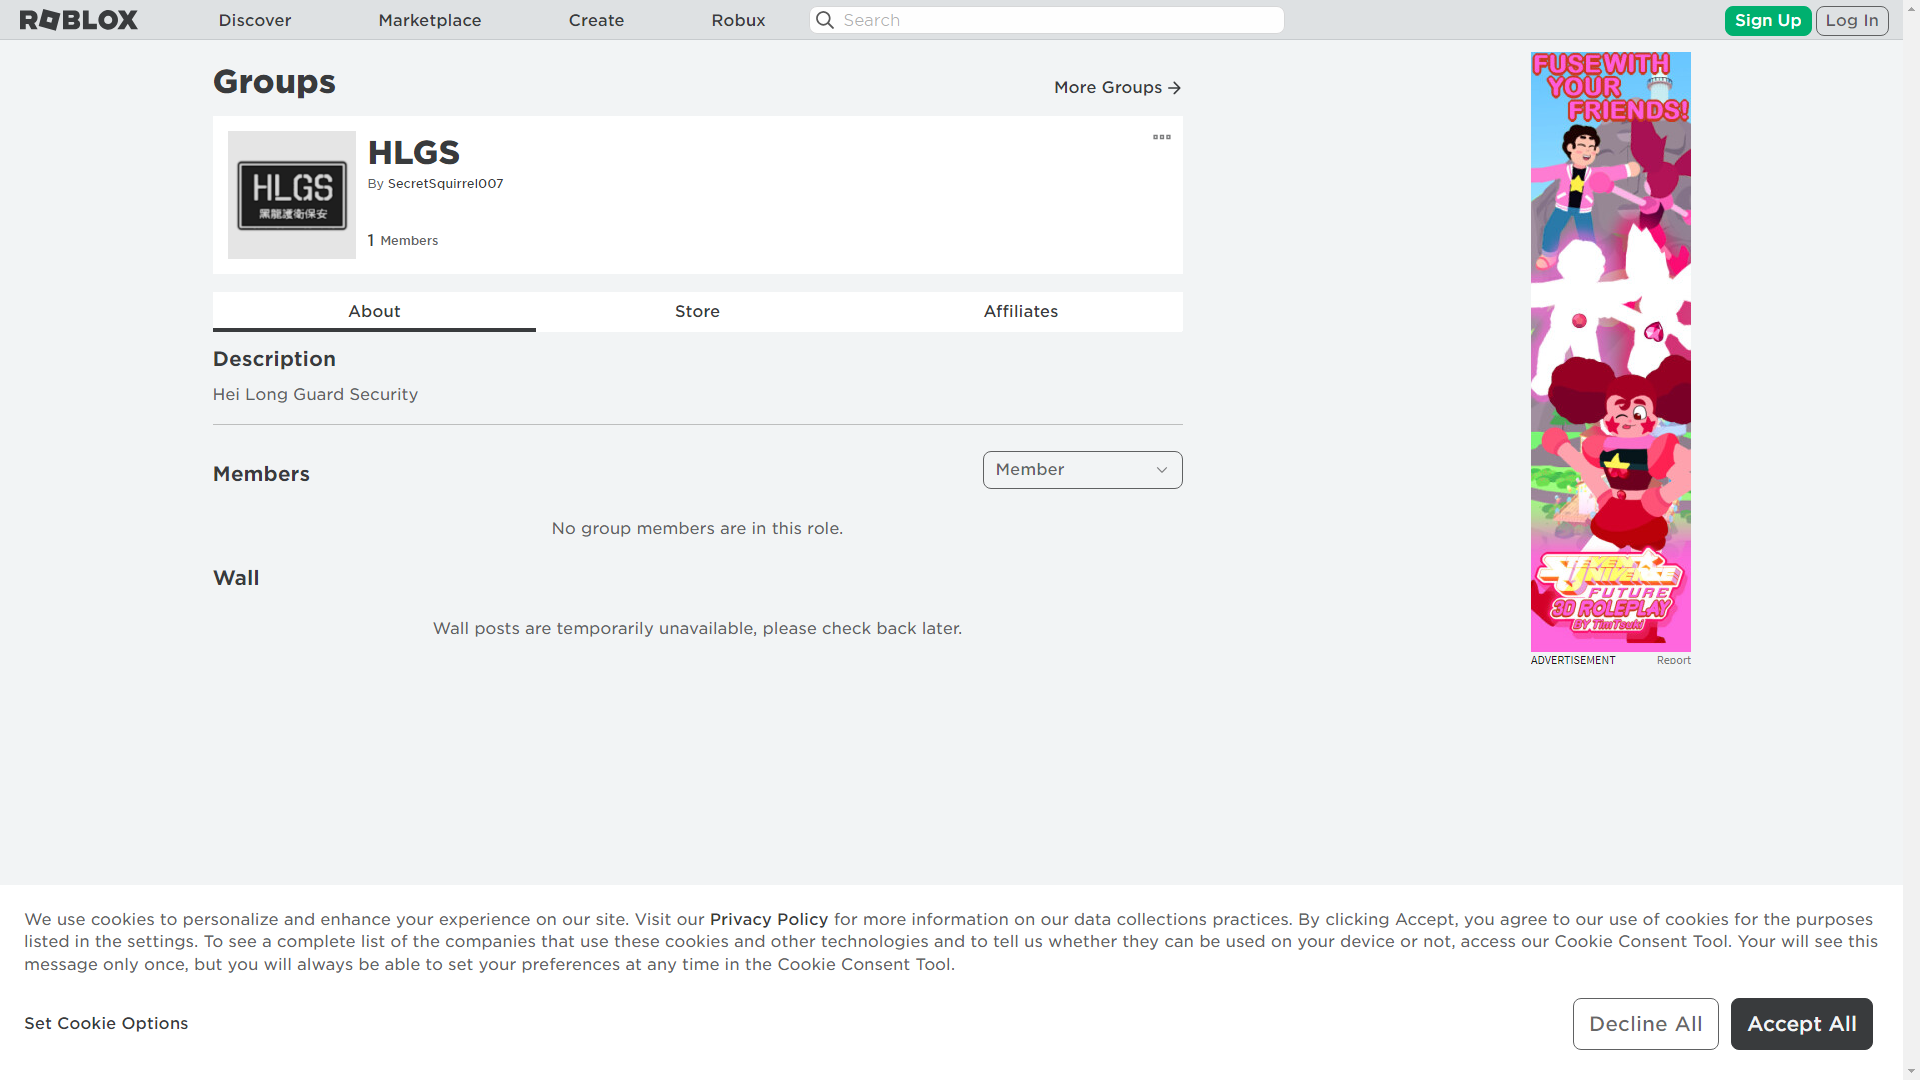 ROBLOX
Discover
Marketplace
Create
Robux
Search
Sign Up
Log In
Groups
More Groups
HLGS
黑龍護衛保安
HLGS
By SecretSquirrel007
1 Members
About
Store
Affiliates
Description
Hei Long Guard Security
Members
Member
No group members are in this role.
Wall
Wall posts are temporarily unavailable, please check back later.
FUSE WITH
YOUR
FRIENDS!
STEVEN
UNIVERSE
FUTURE
3D ROLEPLAY
BY TimTsuki
ADVERTISEMENT
Report
We use cookies to personalize and enhance your experience on our site. Visit our Privacy Policy for more information on our data collections practices. By clicking Accept, you agree to our use of cookies for the purposes
listed in the settings. To see a complete list of the companies that use these cookies and other technologies and to tell us whether they can be used on your device or not, access our Cookie Consent Tool. Your will see this
message only once, but you will always be able to set your preferences at any time in the Cookie Consent Tool.
Set Cookie Options
Decline All
Accept All